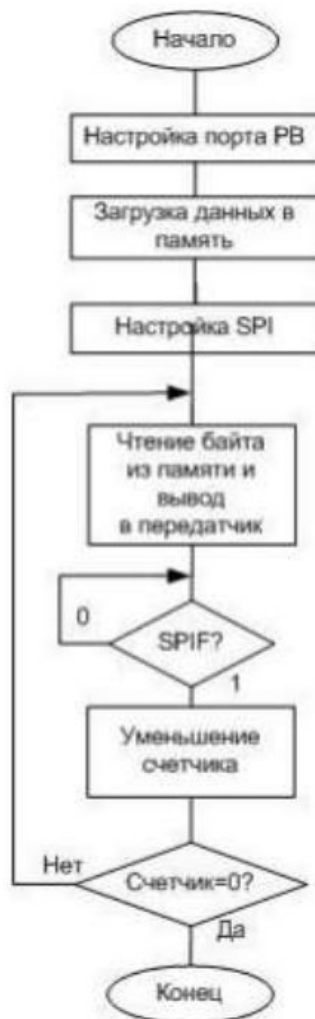 Начало
Настройка порта PB
Загрузка данных в
память
Настройка SPI
Чтение байта
из памяти и
вывод
в передатчик
0
SPIF?
1
Уменьшение
счетчика
Нет
Счетчик=0?
Да
Конец